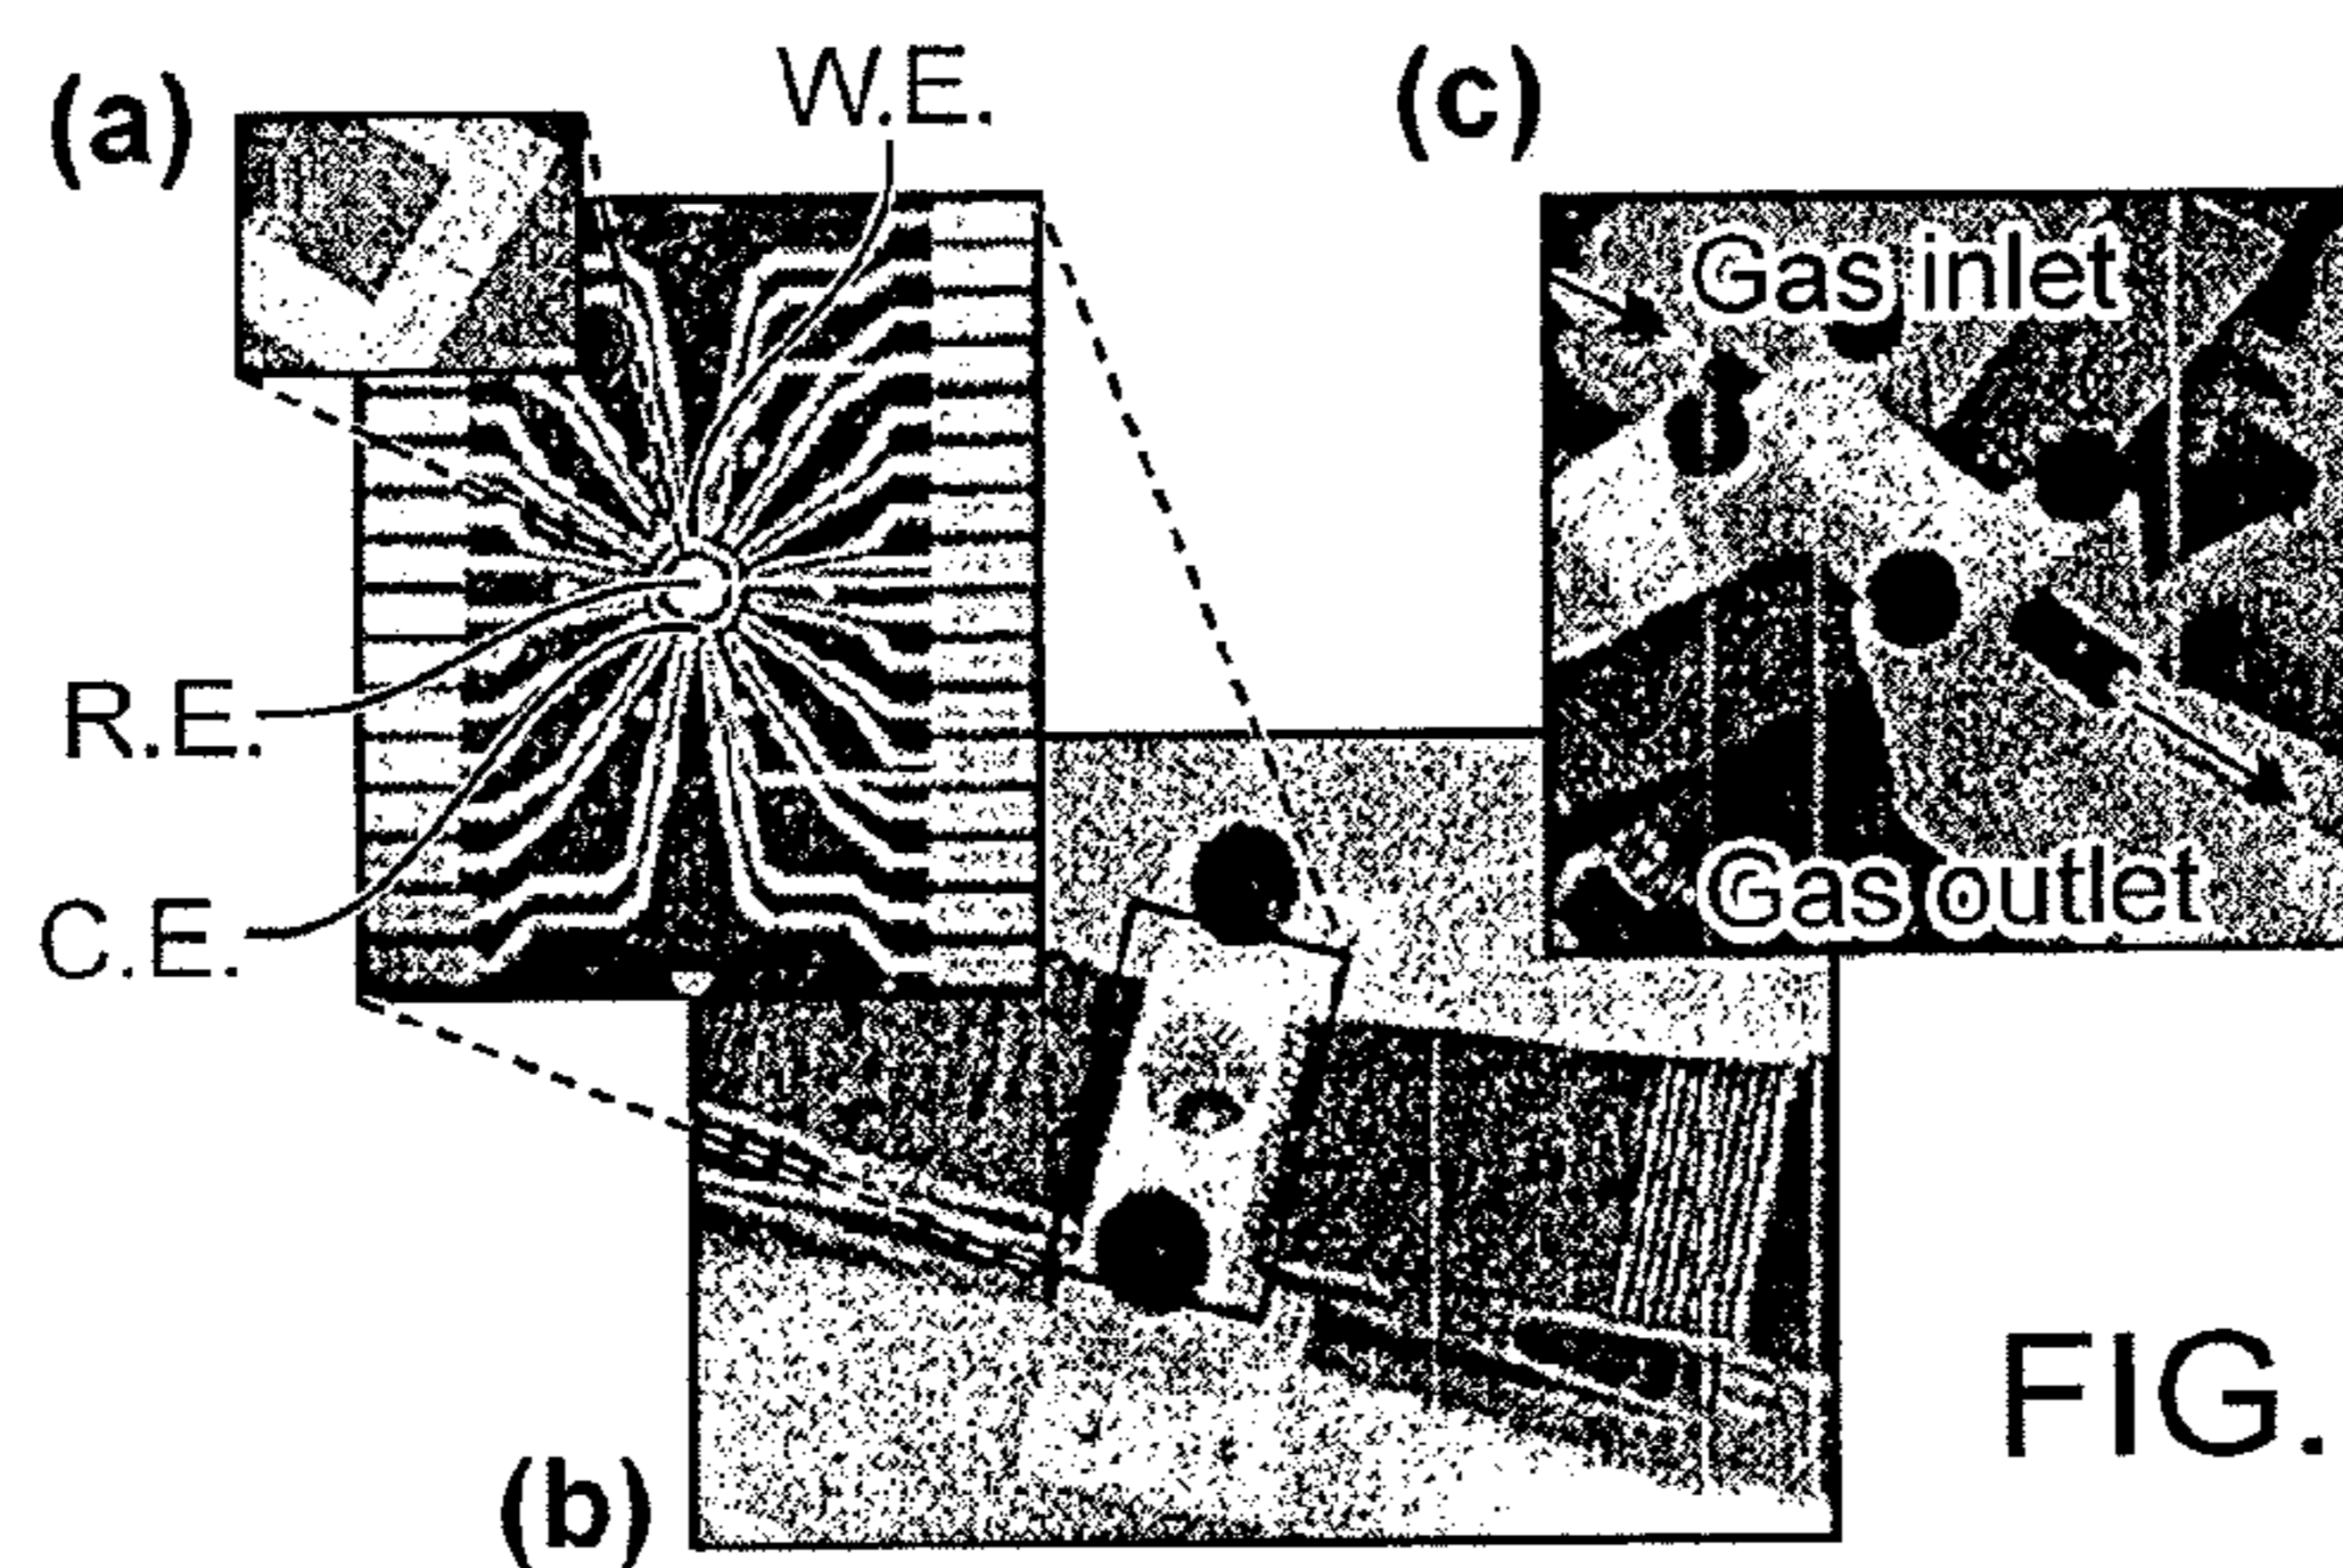 (a)
W.E.
(c)
Gas inlet
R.E.
C.E.
Gas outlet
(b)
FIG.